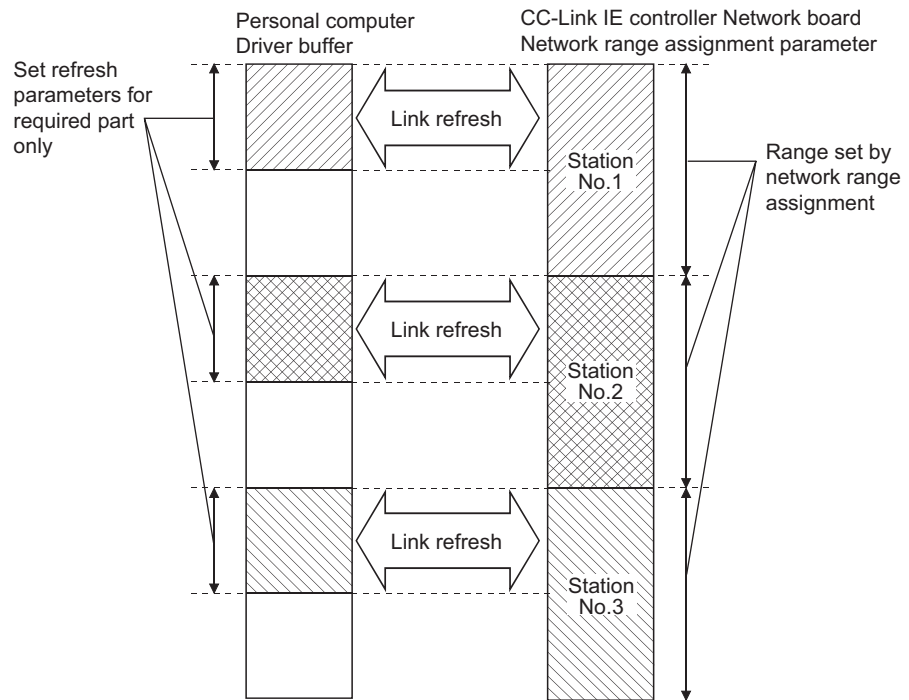 Personal computer
Driver buffer
CC-Link IE controller Network board
Network range assignment parameter
Set refresh
parameters for
required part
only
Link refresh
Station
No.1
Range set by
network range
assignment
Link refresh
Station
No.2
Link refresh
Station
No.3